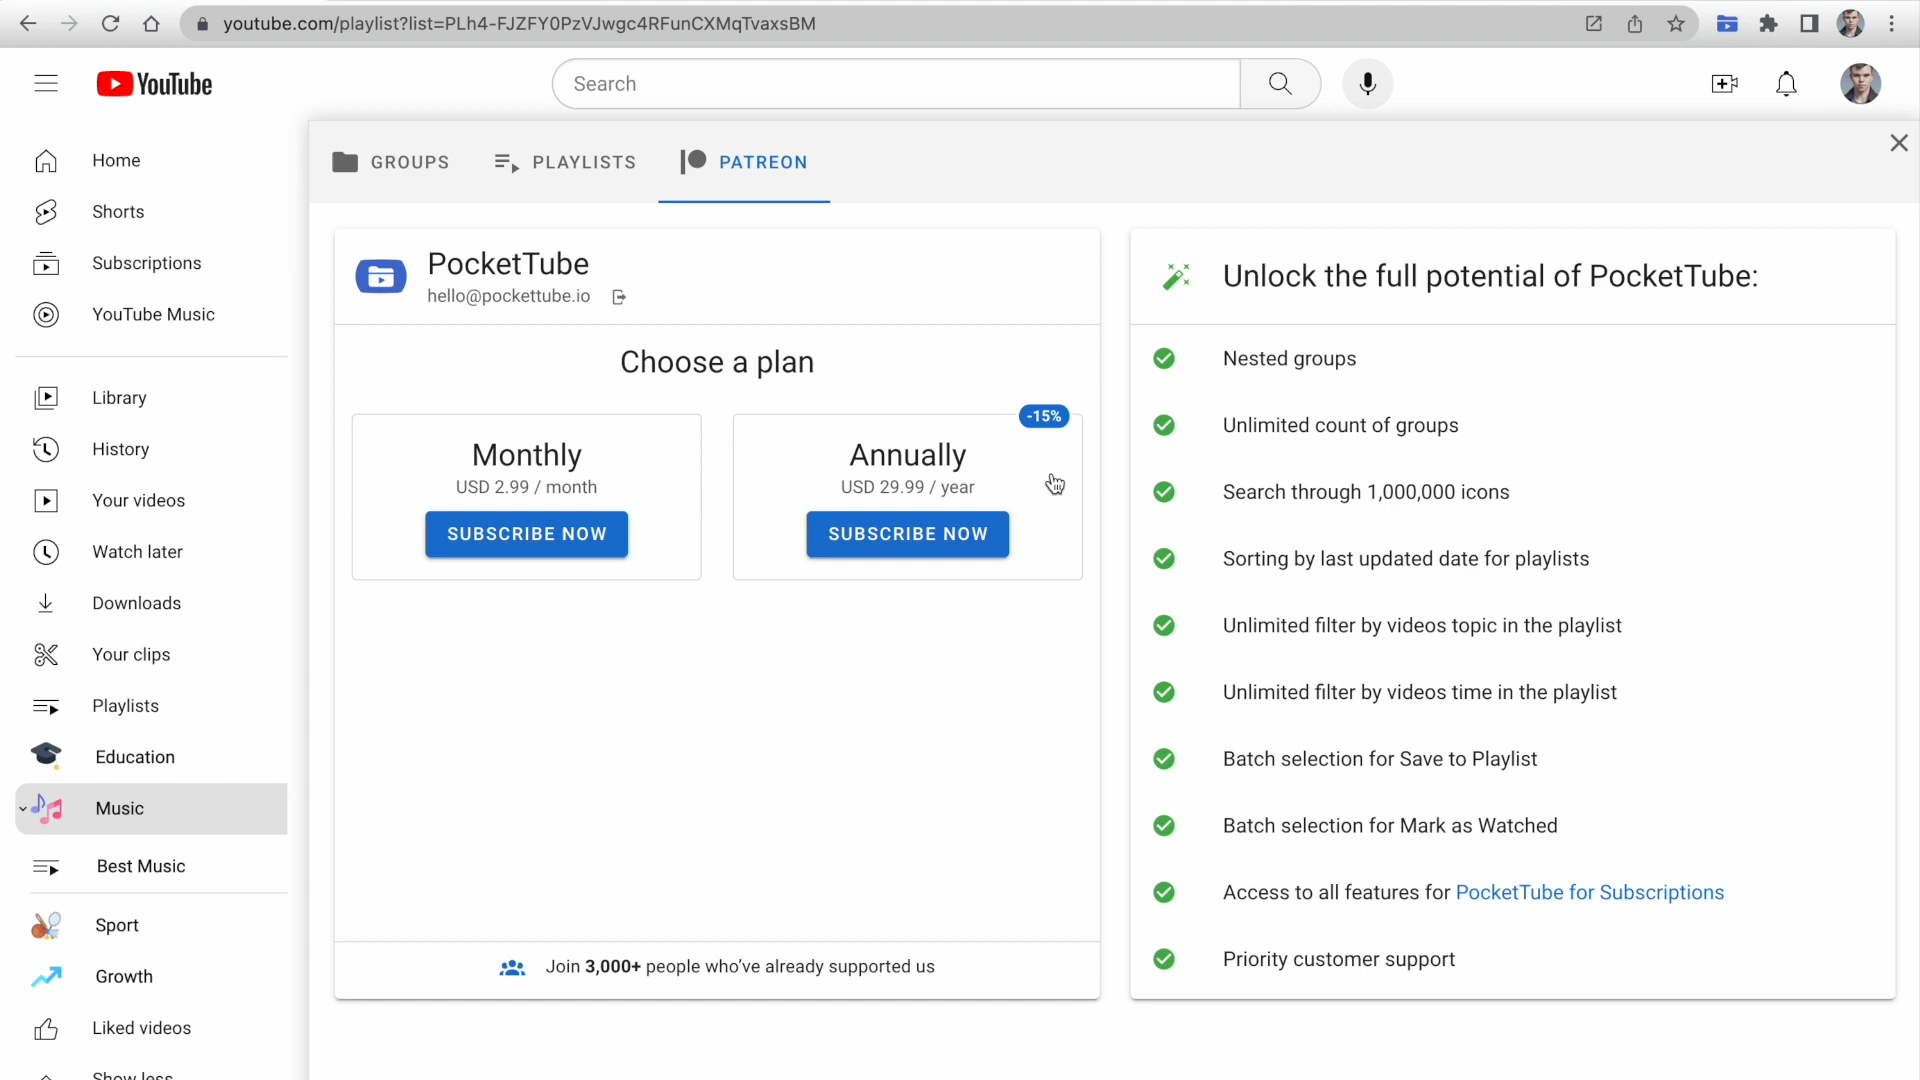 youtube.com/playlist?list=PLh4-FJZFY0PzVJwgc4RFunCXMqTvaxsBM
YouTube
Search
Home
Shorts
Subscriptions
YouTube Music
Library
History
Your videos
Watch later
Downloads
Your clips
Playlists
Education
Music
Best Music
Sport
Growth
Liked videos
Show less
GROUPS
PLAYLISTS
PATREON
PocketTube
hello@pockettube.io
Choose a plan
Monthly
USD 2.99 / month
SUBSCRIBE NOW
-15%
Annually
USD 29.99 / year
SUBSCRIBE NOW
Join 3,000+ people who’ve already supported us
Unlock the full potential of PocketTube:
Nested groups
Unlimited count of groups
Search through 1,000,000 icons
Sorting by last updated date for playlists
Unlimited filter by videos topic in the playlist
Unlimited filter by videos time in the playlist
Batch selection for Save to Playlist
Batch selection for Mark as Watched
Access to all features for PocketTube for Subscriptions
Priority customer support